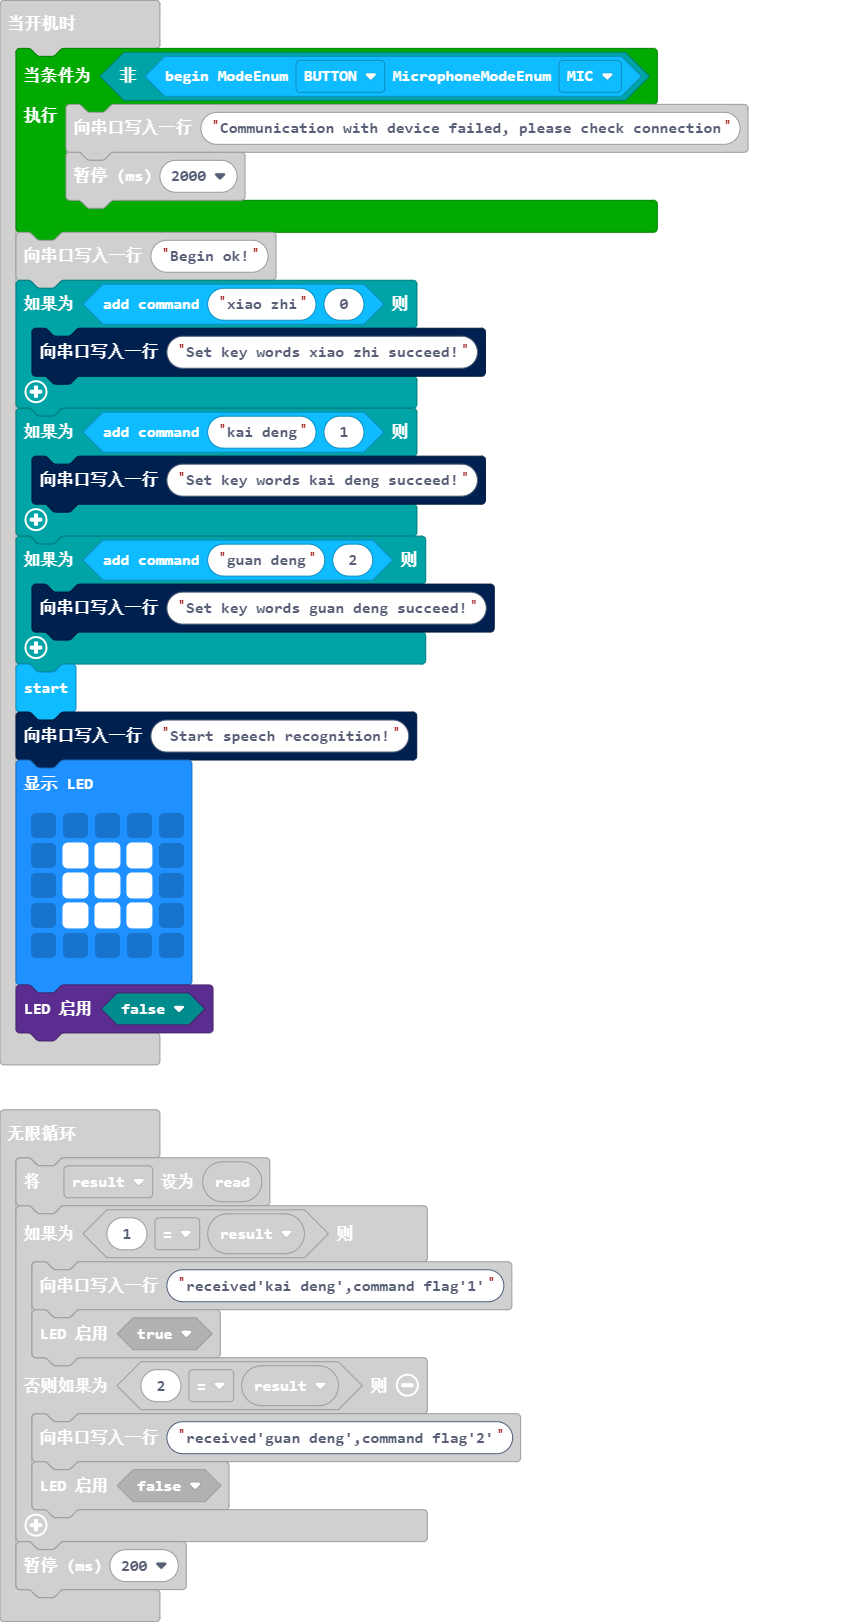 当开机时
当条件为 非 begin ModeEnum BUTTON MicrophoneModeEnum MIC
执行 向串口写入一行 "Communication with device failed, please check connection"
暂停 (ms) 2000
向串口写入一行 "Begin ok!"
如果为 add command "xiao zhi" 0 则
向串口写入一行 "Set key words xiao zhi succeed!"
如果为 add command "kai deng" 1 则
向串口写入一行 "Set key words kai deng succeed!"
如果为 add command "guan deng" 2 则
向串口写入一行 "Set key words guan deng succeed!"
start
向串口写入一行 "Start speech recognition!"
显示 LED
LED 启用 false
无限循环
将 result 设为 read
如果为 1 = result 则
向串口写入一行 "received'kai deng',command flag'1'"
LED 启用 true
否则如果为 2 = result 则
向串口写入一行 "received'guan deng',command flag'2'"
LED 启用 false
暂停 (ms) 200